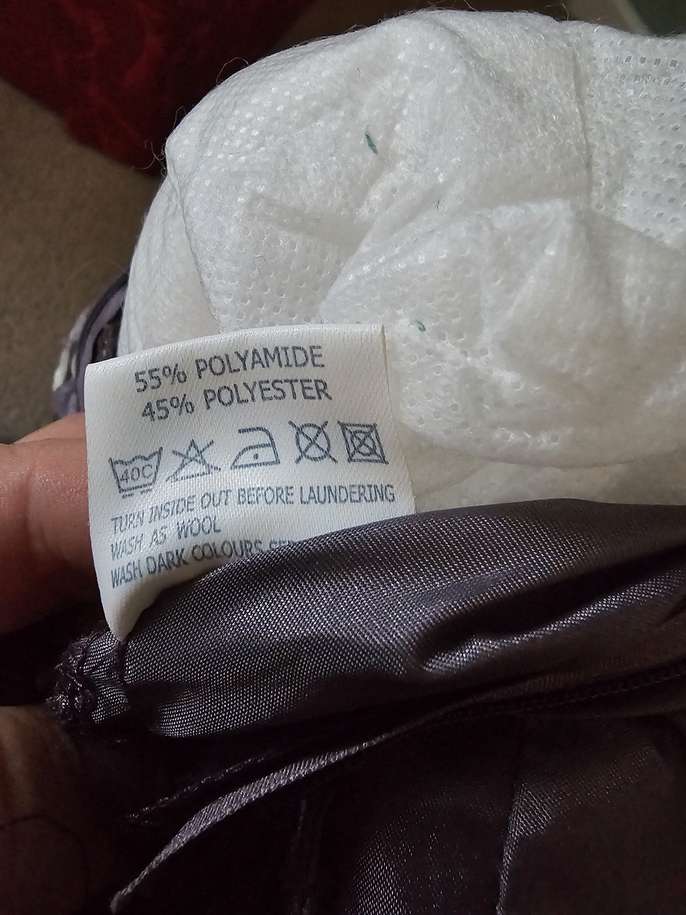 55% POLYAMIDE
45% POLYESTER
40C
TURN INSIDE OUT BEFORE LAUNDERING
WASH AS WOOL
WASH DARK COLOURS